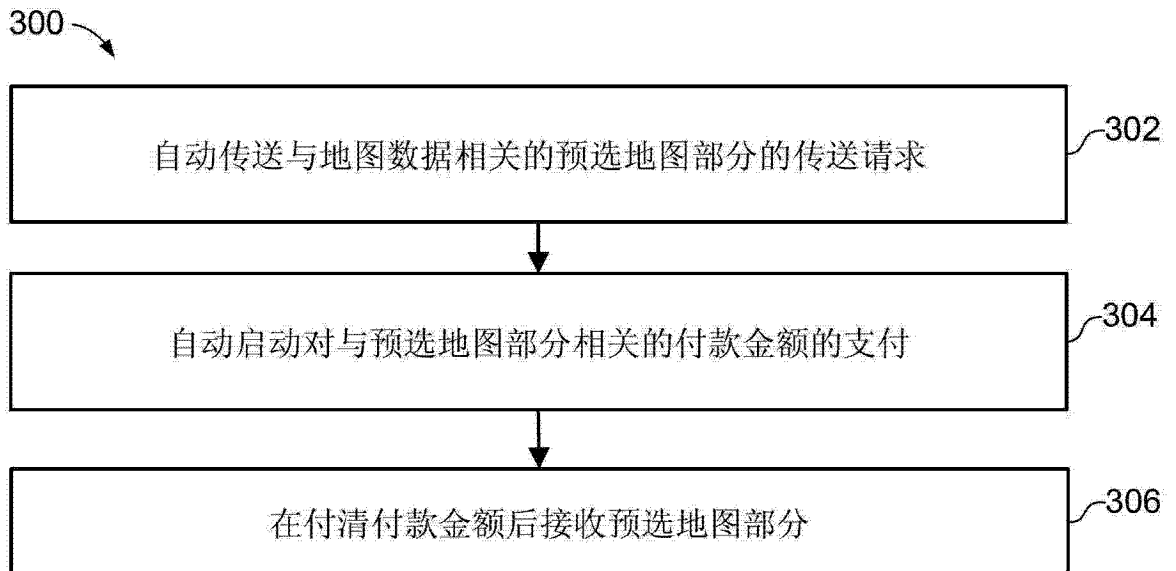 300
自动传送与地图数据相关的预选地图部分的传送请求
302
自动启动对与预选地图部分相关的付款金额的支付
304
在付清付款金额后接收预选地图部分
306